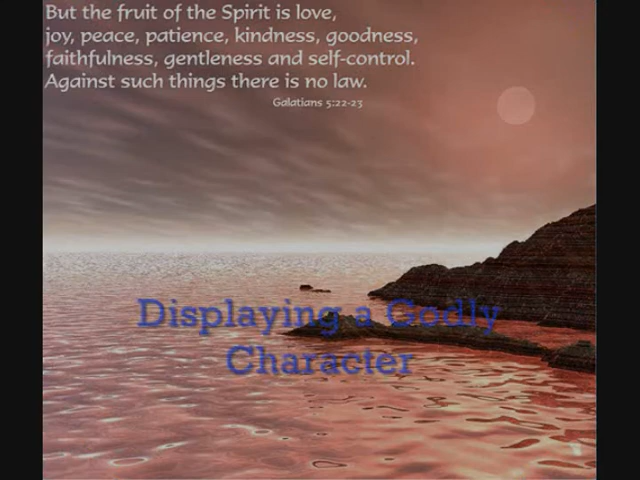 But the fruit of the Spirit is love,
joy, peace, patience, kindness, goodness,
faithfulness, gentleness and self-control.
Against such things there is no law.
Galatians 5:22-23
Displaying a Godly
Character